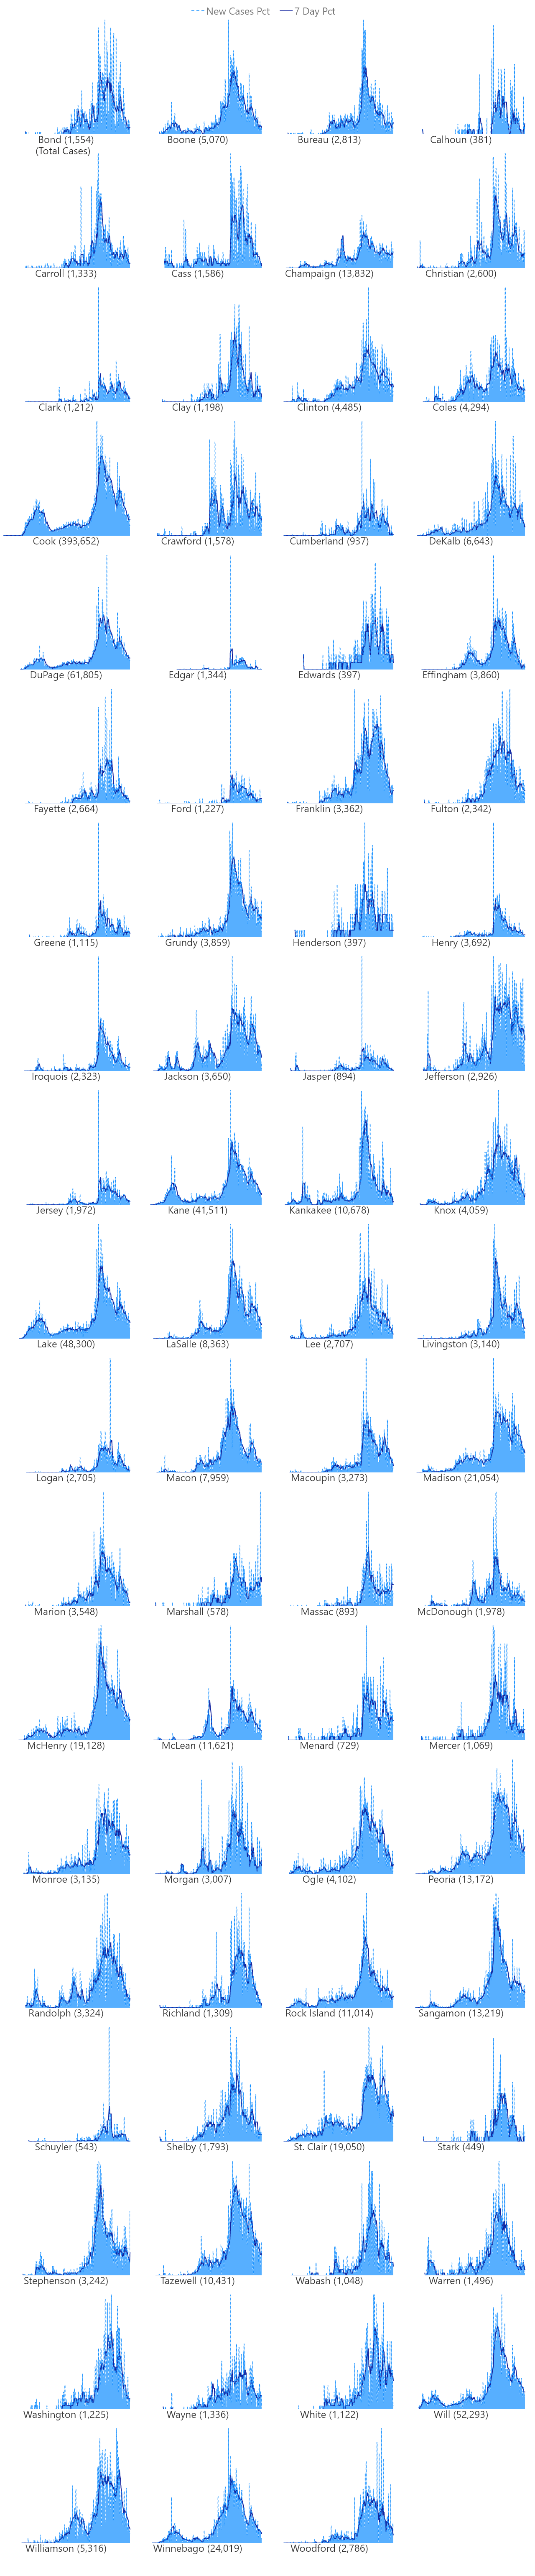 New Cases Pct 7 Day Pct
Bond (1,554) Boone (5,070) Bureau (2,813) Calhoun (381)
(Total Cases)
Carroll (1,333) Cass (1,586) Champaign (13,832) Christian (2,600)
Clark (1,212) Clay (1,198) Clinton (4,485) Coles (4,294)
Cook (393,652) Crawford (1,578) Cumberland (937) DeKalb (6,643)
DuPage (61,805) Edgar (1,344) Edwards (397) Effingham (3,860)
Fayette (2,664) Ford (1,227) Franklin (3,362) Fulton (2,342)
Greene (1,115) Grundy (3,859) Henderson (397) Henry (3,692)
Iroquois (2,323) Jackson (3,650) Jasper (894) Jefferson (2,926)
Jersey (1,972) Kane (41,511) Kankakee (10,678) Knox (4,059)
Lake (48,300) LaSalle (8,363) Lee (2,707) Livingston (3,140)
Logan (2,705) Macon (7,959) Macoupin (3,273) Madison (21,054)
Marion (3,548) Marshall (578) Massac (893) McDonough (1,978)
McHenry (19,128) McLean (11,621) Menard (729) Mercer (1,069)
Monroe (3,135) Morgan (3,007) Ogle (4,102) Peoria (13,172)
Randolph (3,324) Richland (1,309) Rock Island (11,014) Sangamon (13,219)
Schuyler (543) Shelby (1,793) St. Clair (19,050) Stark (449)
Stephenson (3,242) Tazewell (10,431) Wabash (1,048) Warren (1,496)
Washington (1,225) Wayne (1,336) White (1,122) Will (52,293)
Williamson (5,316) Winnebago (24,019) Woodford (2,786)